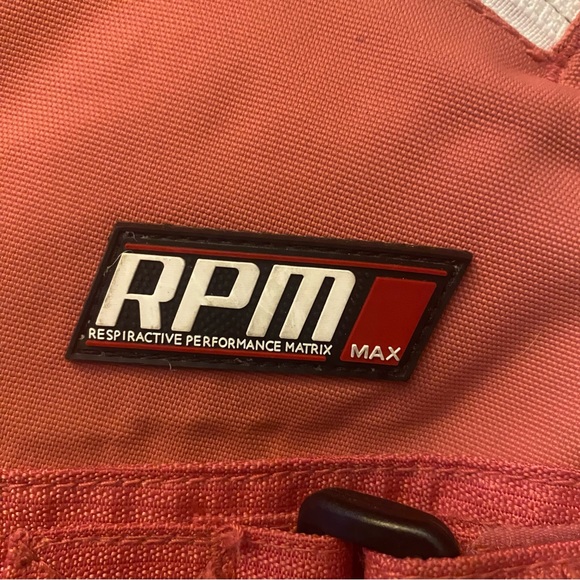 RPM
RESPIRACTIVE PERFORMANCE MATRIX
MAX